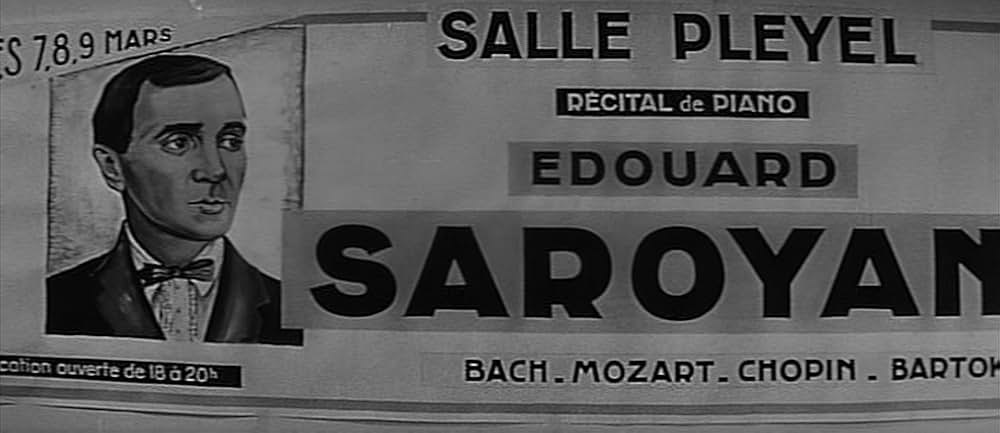 ES 7,8,9 MARS
SALLE PLEYEL
RÉCITAL de PIANO
EDOUARD
SAROYAN
cation ouverte de 18 à 20h
BACH - MOZART - CHOPIN - BARTOK